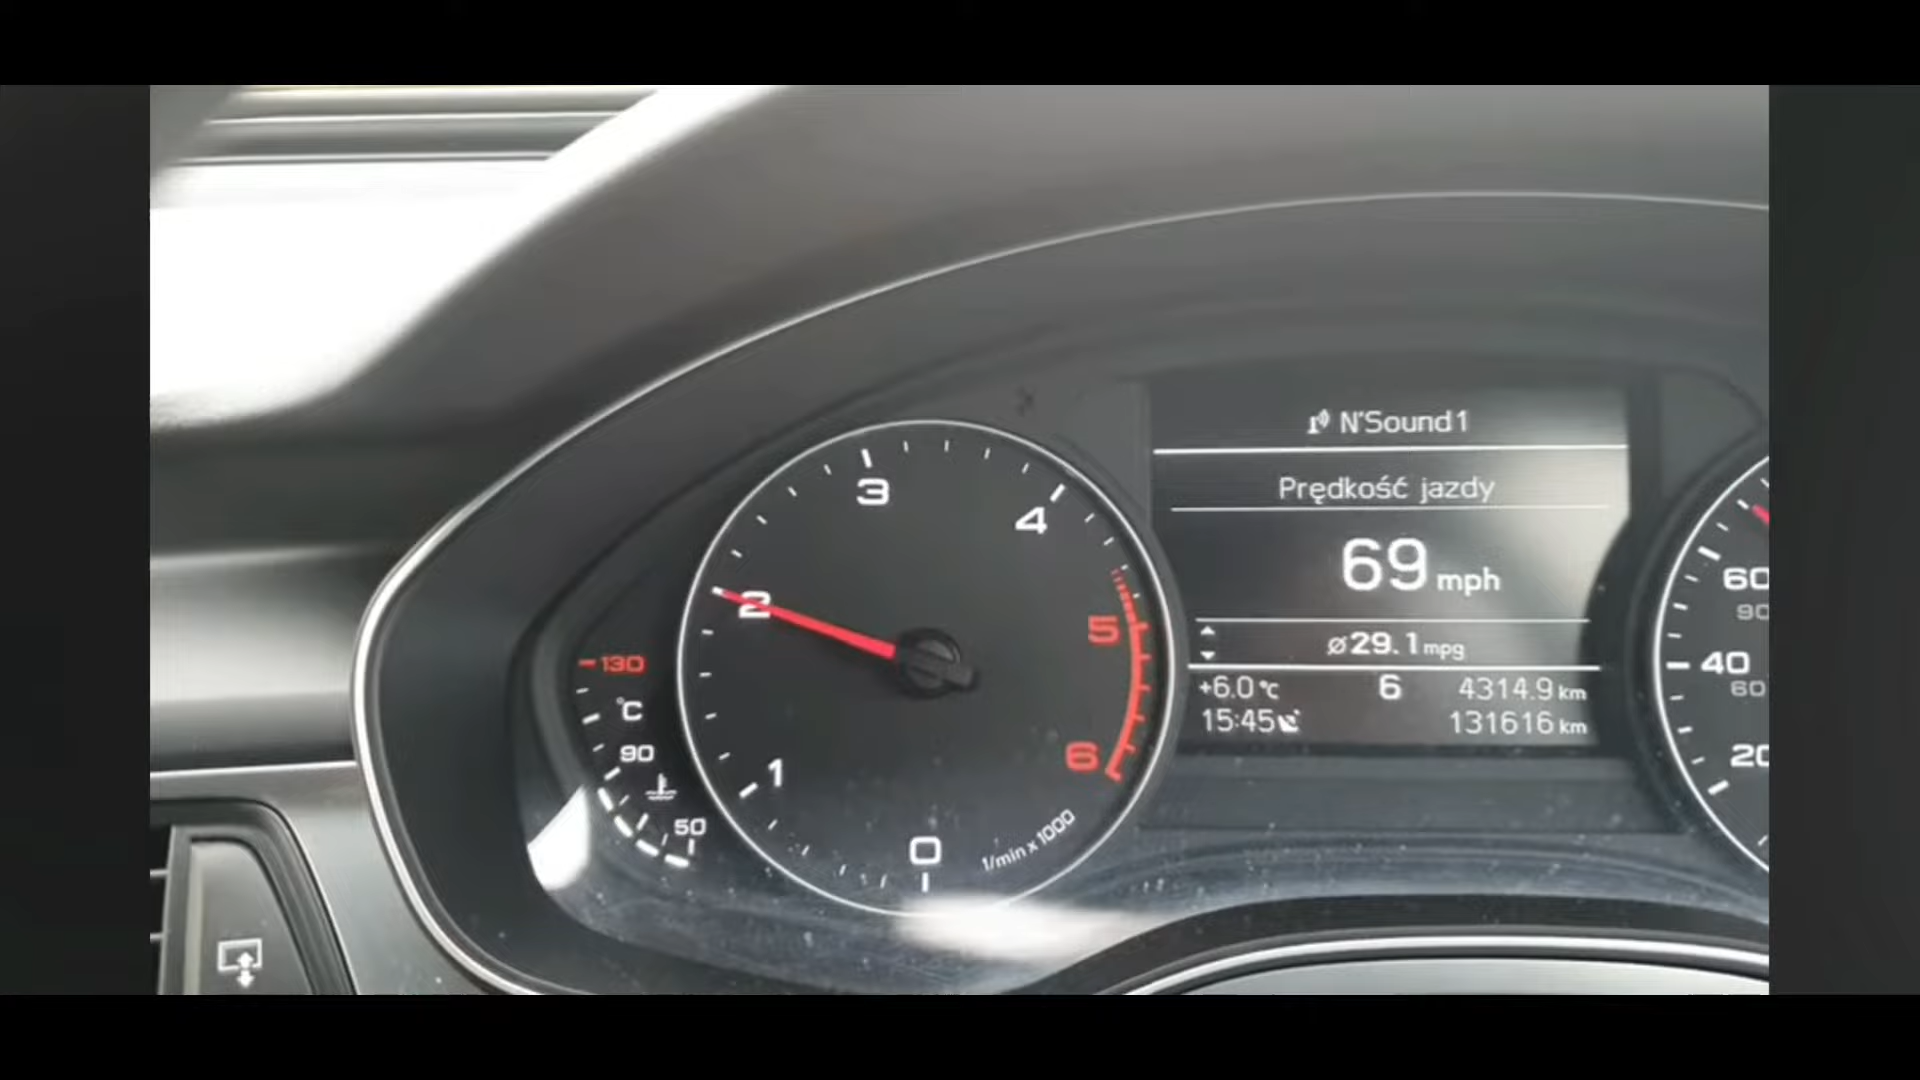 N'Sound1
Prędkość jazdy
69 mph
ø29.1 mpg
+6.0 °C 6 4314.9 km
15:45 131616 km
0
1
2
3
4
5
6
1/min x 1000
130
°C
90
50
60
90
40
60
20